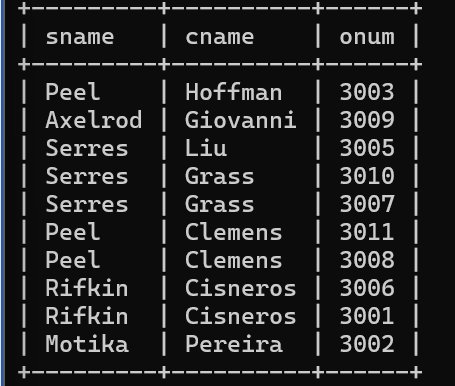 +---------+----------+------+
| sname   | cname    | onum |
+---------+----------+------+
| Peel    | Hoffman  | 3003 |
| Axelrod | Giovanni | 3009 |
| Serres  | Liu      | 3005 |
| Serres  | Grass    | 3010 |
| Serres  | Grass    | 3007 |
| Peel    | Clemens  | 3011 |
| Peel    | Clemens  | 3008 |
| Rifkin  | Cisneros | 3006 |
| Rifkin  | Cisneros | 3001 |
| Motika  | Pereira  | 3002 |
+---------+----------+------+